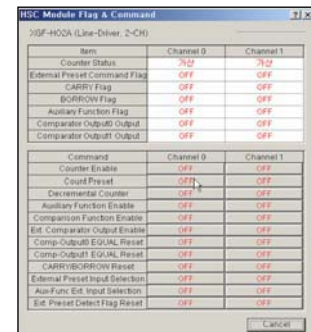 HSC Module Flag & Command
XGF-HO2A (Line-Driver, 2-CH)
Item Channel 0 Channel 1
Counter Status 가산 가산
External Preset Command Flag OFF OFF
CARRY Flag OFF OFF
BORROW Flag OFF OFF
Auxiliary Function Flag OFF OFF
Comparator Output0 Output OFF OFF
Comparator Output1 Output OFF OFF
Command Channel 0 Channel 1
Counter Enable OFF OFF
Count Preset OFF OFF
Decremental Counter OFF OFF
Auxiliary Function Enable OFF OFF
Comparison Function Enable OFF OFF
Ext. Comparator Output Enable OFF OFF
Comp-Output0 EQUAL Reset OFF OFF
Comp-Output1 EQUAL Reset OFF OFF
CARRY/BORROW Reset OFF OFF
External Preset Input Selection OFF OFF
Aux-Func Ext. Input Selection OFF OFF
Ext. Preset Detect Flag Reset OFF OFF
Cancel